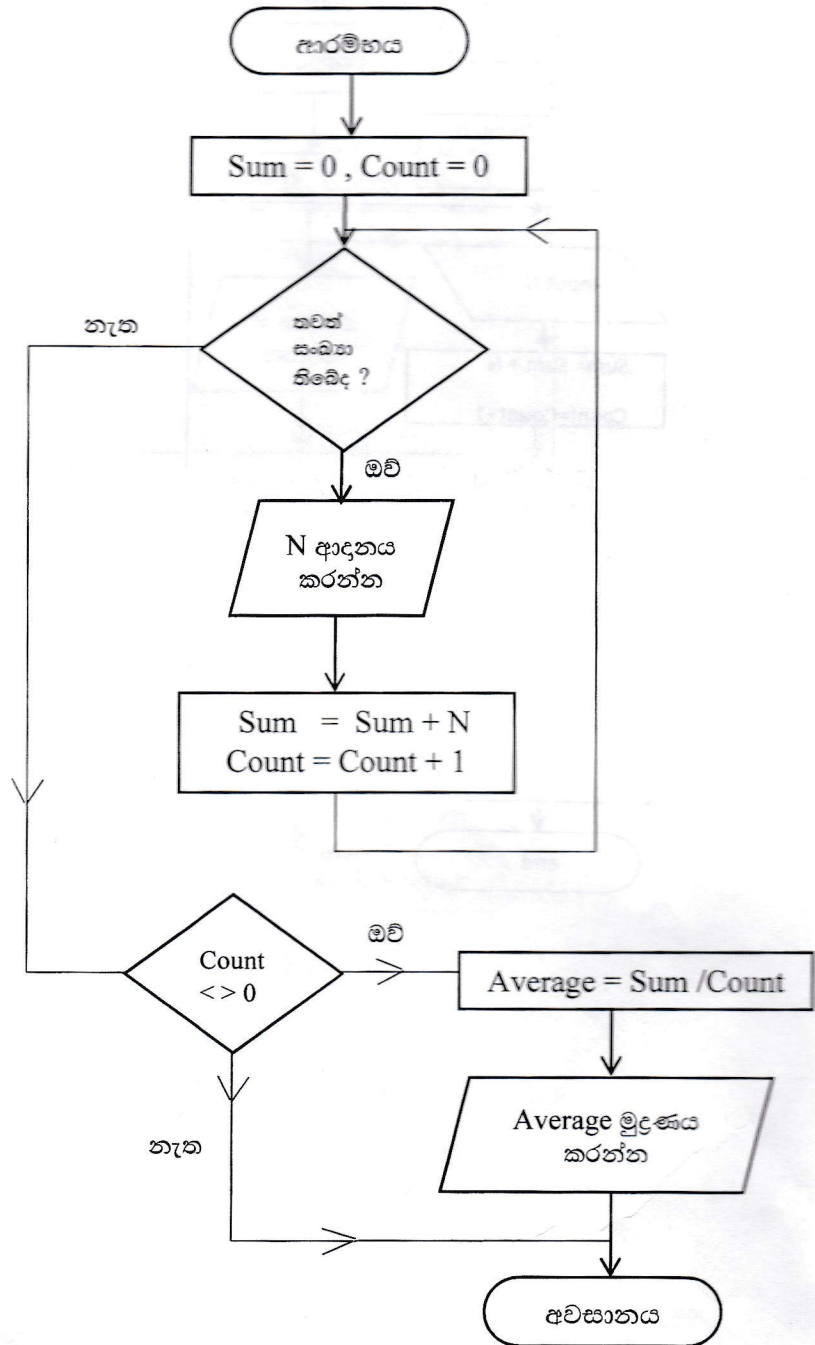 ආරම්භය
Sum = 0 , Count = 0
තවත්
සංඛ්‍යා
තිබේද ?
නැත
ඔව්
N ආදානය
කරන්න
Sum = Sum + N
Count = Count + 1
Count
< > 0
ඔව්
Average = Sum /Count
Average මුද්‍රණය
කරන්න
නැත
අවසානය